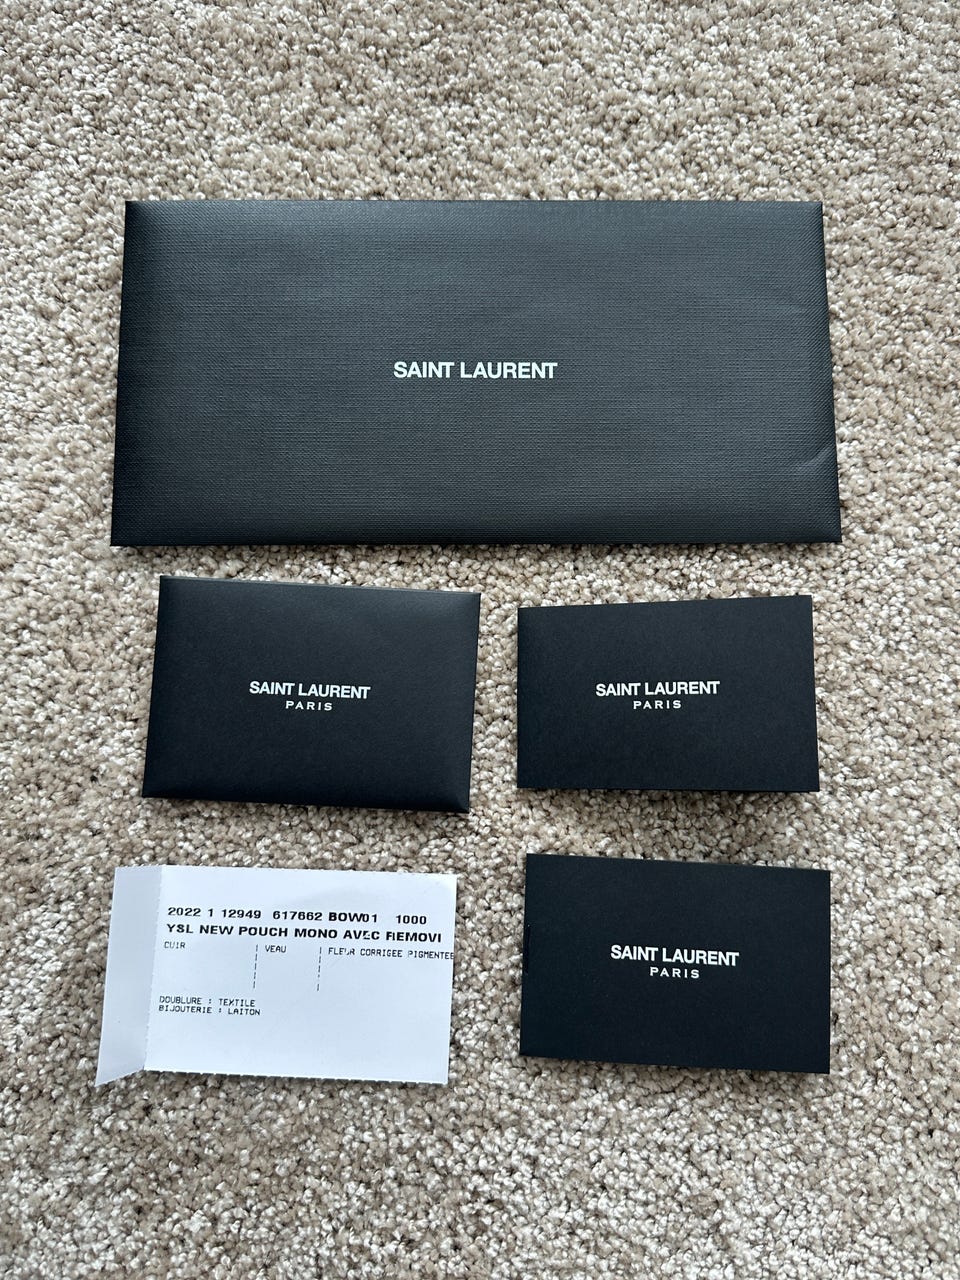 SAINT LAURENT
SAINT LAURENT
PARIS
SAINT LAURENT
PARIS
2022 1 12949 617662 BOW01 1000
YSL NEW POUCH MONO AVEC REMOVI
CUIR | VEAU | FLEUR CORRIGEE PIGMENTEE
DOUBLURE : TEXTILE
BIJOUTERIE : LAITON
SAINT LAURENT
PARIS